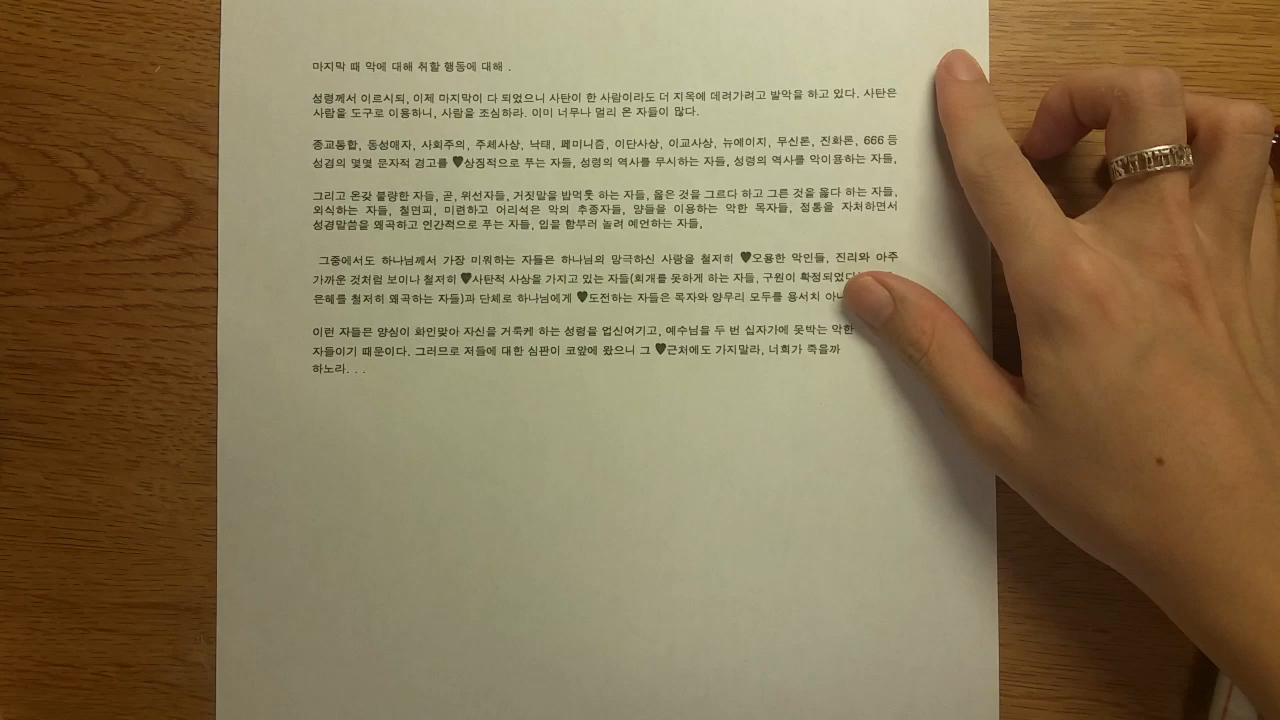 마지막 때 악에 대해 취할 행동에 대해 .
성령께서 이르시되, 이제 마지막이 다 되었으니 사탄이 한 사람이라도 더 지옥에 데려가려고 발악을 하고 있다. 사탄은
사람을 도구로 이용하니, 사람을 조심하라. 이미 너무나 멀리 온 자들이 많다.
종교통합, 동성애자, 사회주의, 주체사상, 낙태, 페미니즘, 이단사상, 이교사상, 뉴에이지, 무신론, 진화론, 666 등
성경의 몇몇 문자적 경고를 ♥상징적으로 푸는 자들, 성령의 역사를 무시하는 자들, 성령의 역사를 악이용하는 자들,
그리고 온갖 불량한 자들, 곧, 위선자들, 거짓말을 밥먹듯 하는 자들, 옳은 것을 그르다 하고 그른 것을 옳다 하는 자들,
외식하는 자들, 철면피, 미련하고 어리석은 악의 추종자들, 양들을 이용하는 악한 목자들, 정통을 자처하면서
성경말씀을 왜곡하고 인간적으로 푸는 자들, 입을 함부러 놀려 예언하는 자들,
그중에서도 하나님께서 가장 미워하는 자들은 하나님의 망극하신 사랑을 철저히 ♥오용한 악인들, 진리와 아주
가까운 것처럼 보이나 철저히 ♥사탄적 사상을 가지고 있는 자들(회개를 못하게 하는 자들, 구원이 확정되었다
은혜를 철저히 왜곡하는 자들)과 단체로 하나님에게 ♥도전하는 자들은 목자와 양무리 모두를 용서치
이런 자들은 양심이 화인맞아 자신을 거룩케 하는 성령을 업신여기고, 예수님을 두 번 십자가에 못박는 악한
자들이기 때문이다. 그러므로 저들에 대한 심판이 코앞에 왔으니 그 ♥근처에도 가지말라, 너희가 죽을까
하노라. . .